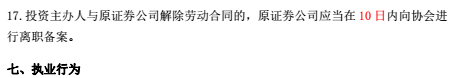 17.投资主办人与原证券公司解除劳动合同的，原证券公司应当在 10 日内向协会进
行离职备案。
七、执业行为